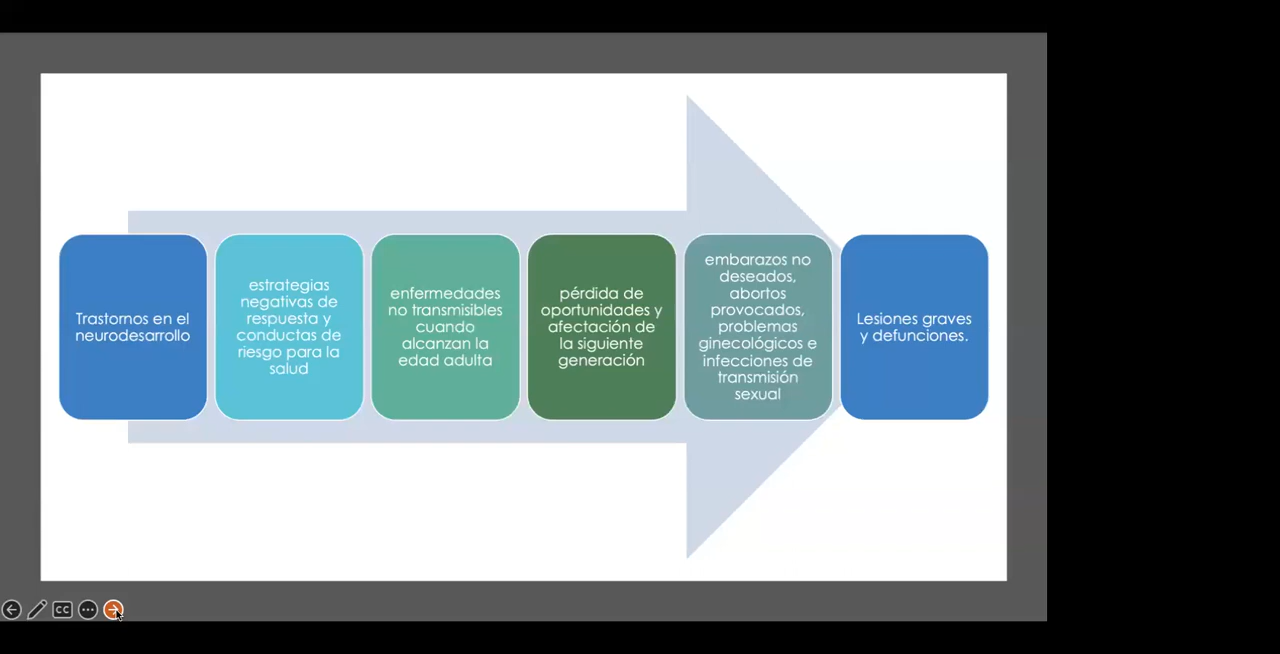 Trastornos en el
neurodesarrollo
estrategias
negativas de
respuesta y
conductas de
riesgo para la
salud
enfermedades
no transmisibles
cuando
alcanzan la
edad adulta
pérdida de
oportunidades y
afectación de
la siguiente
generación
embarazos no
deseados,
abortos
provocados,
problemas
ginecológicos e
infecciones de
transmisión
sexual
Lesiones graves
y defunciones.
CC